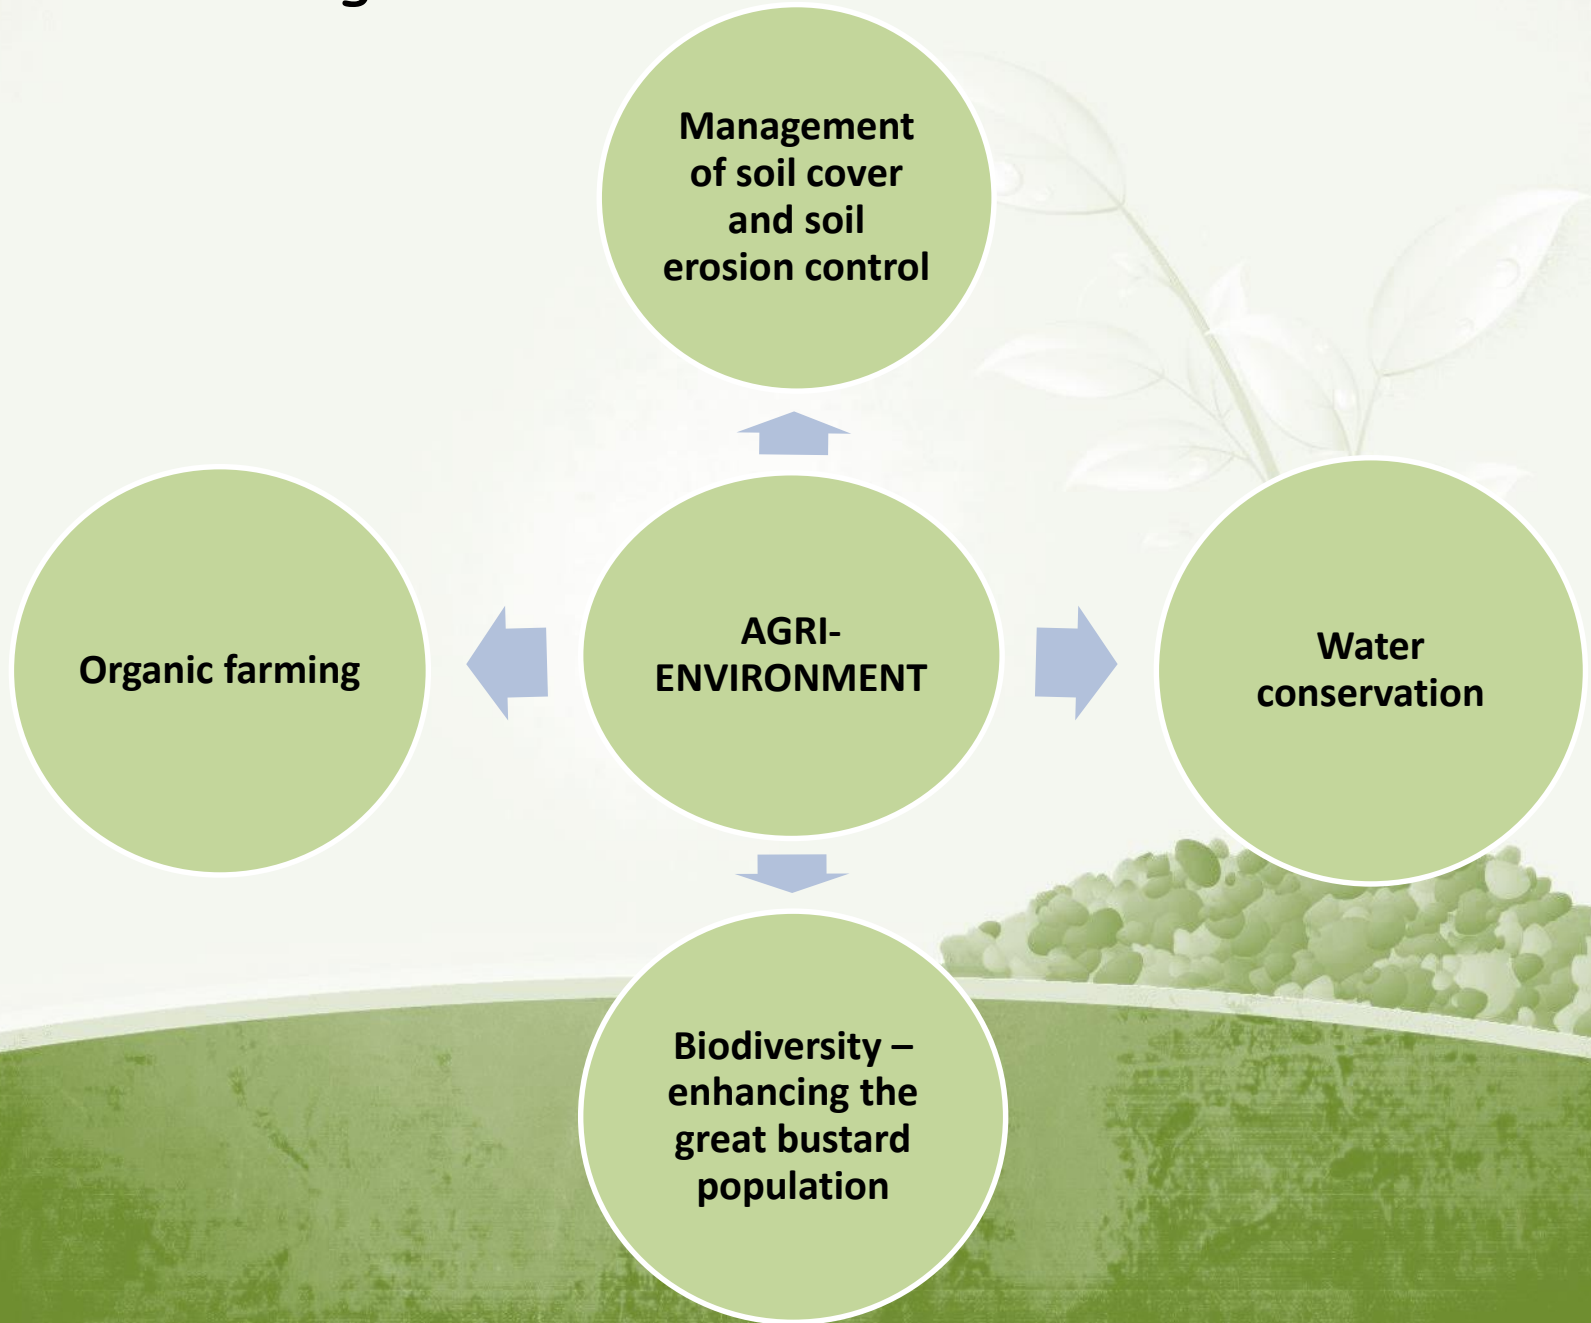 Management
of soil cover
and soil
erosion control
Organic farming
AGRI-
ENVIRONMENT
Water
conservation
Biodiversity –
enhancing the
great bustard
population